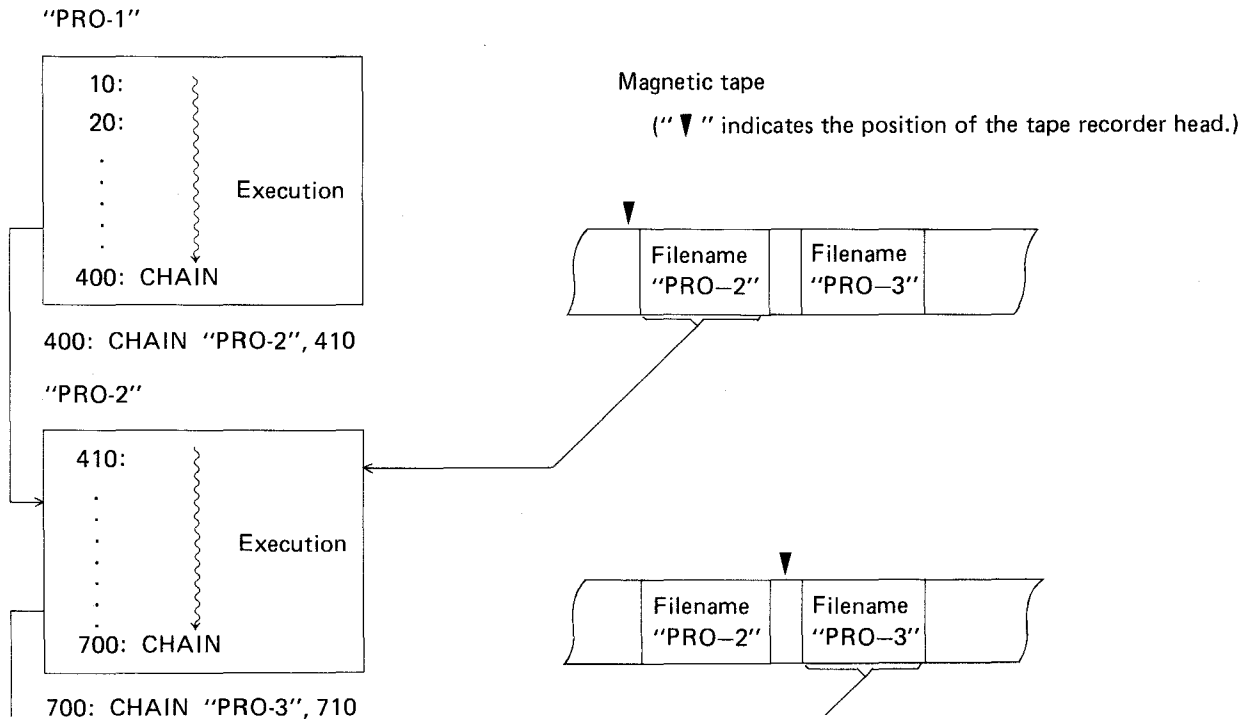 "PRO-1"
10:
20:
.
.
.
.
.
Execution
400: CHAIN
400: CHAIN "PRO-2", 410
Magnetic tape
("▼" indicates the position of the tape recorder head.)
Filename
"PRO–2"
Filename
"PRO–3"
"PRO-2"
410:
.
.
.
.
.
.
Execution
700: CHAIN
700: CHAIN "PRO-3", 710
Filename
"PRO–2"
Filename
"PRO–3"